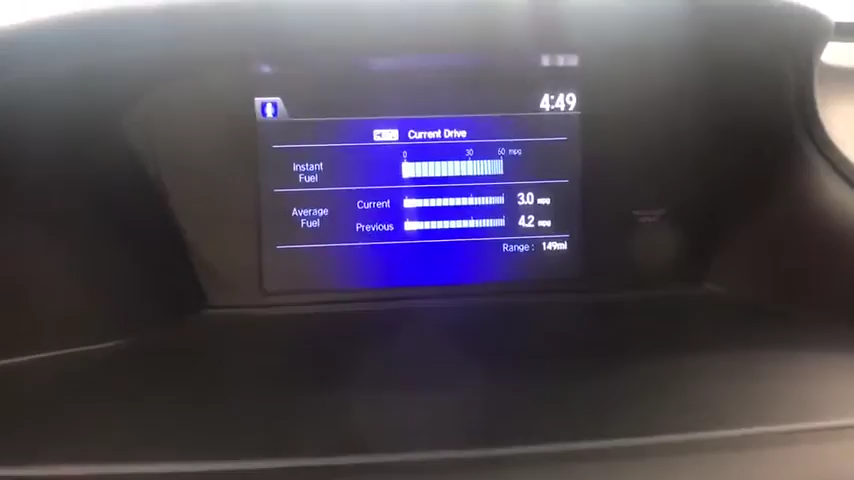 4:49
Current Drive
0 30 60 mpg
Instant
Fuel
Average
Fuel
Current 3.0 mpg
Previous 4.2 mpg
Range : 149mi